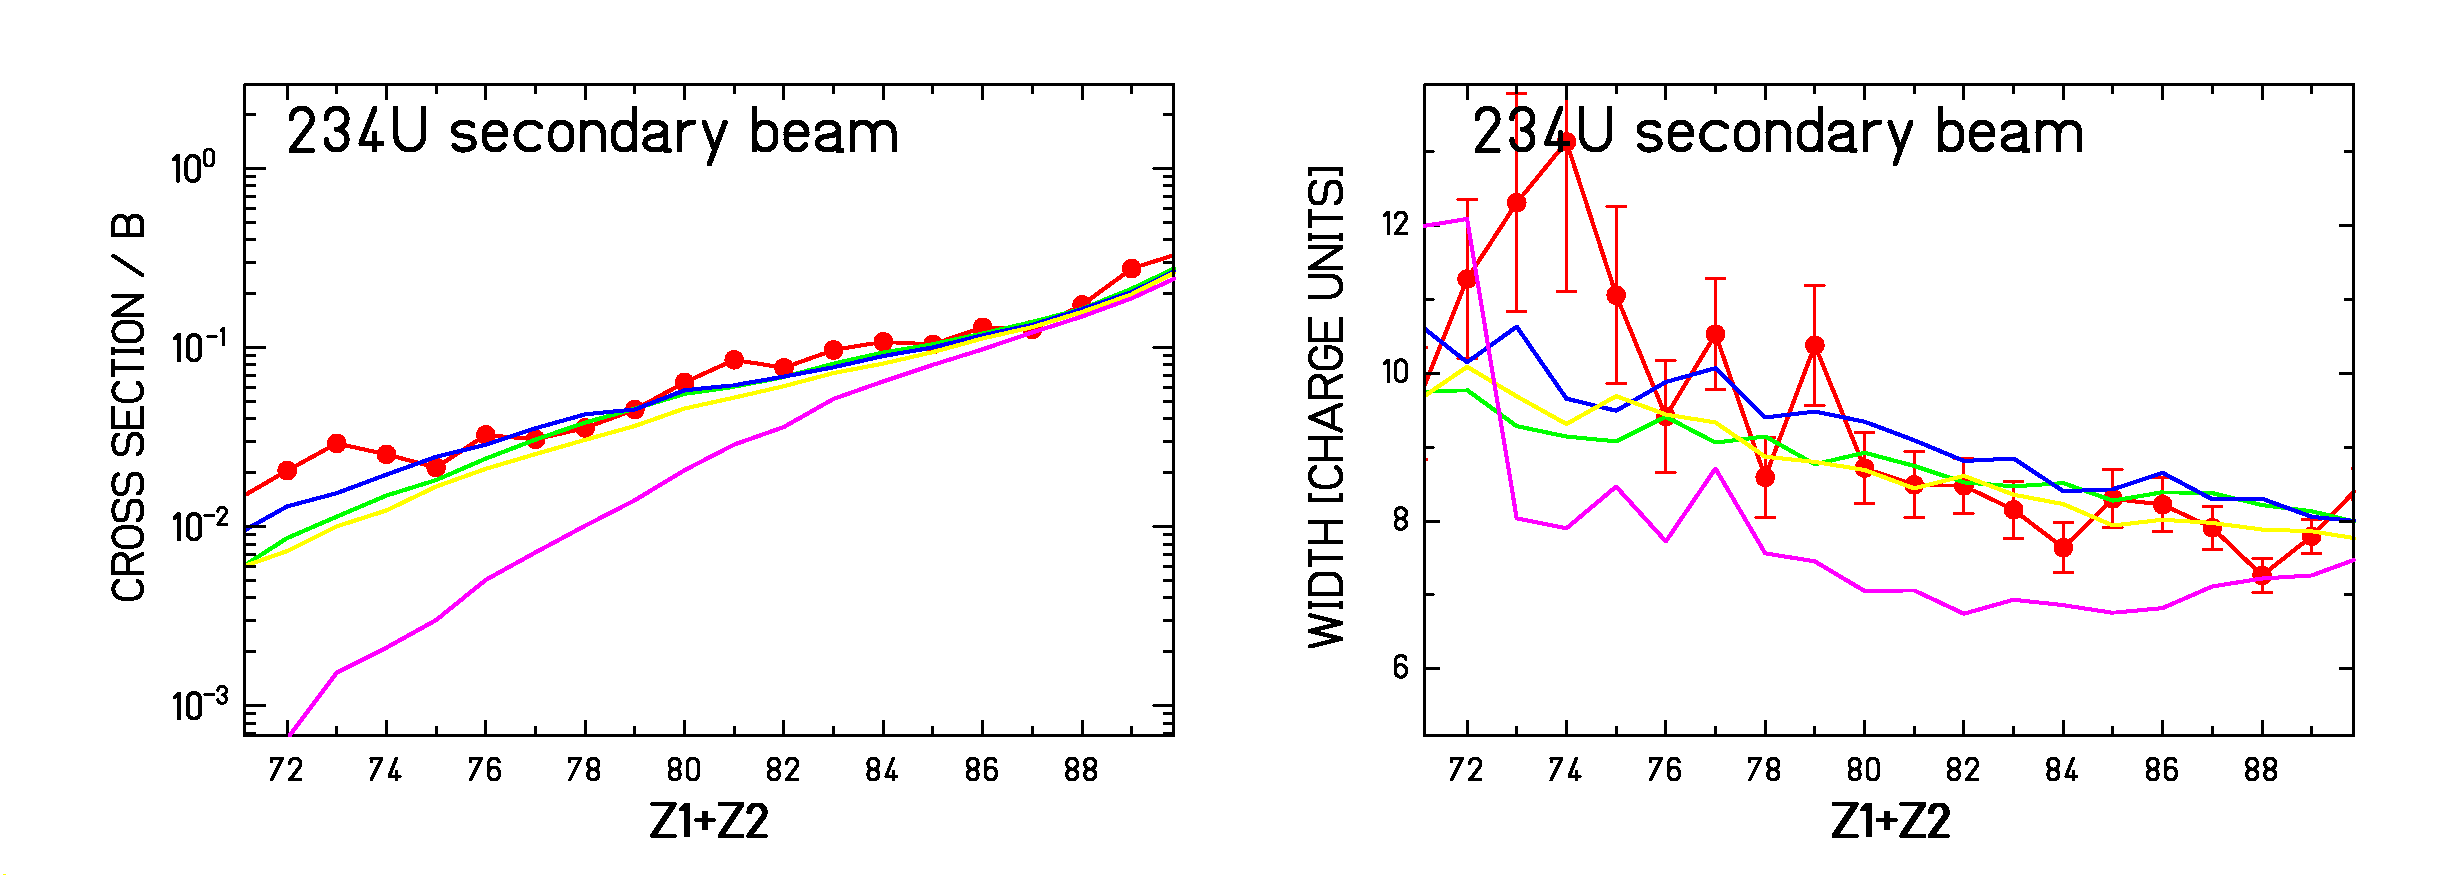 234U secondary beam
CROSS SECTION / B
10⁰
10⁻¹
10⁻²
10⁻³
72 74 76 78 80 82 84 86 88
Z1+Z2
234U secondary beam
WIDTH [CHARGE UNITS]
12
10
8
6
72 74 76 78 80 82 84 86 88
Z1+Z2